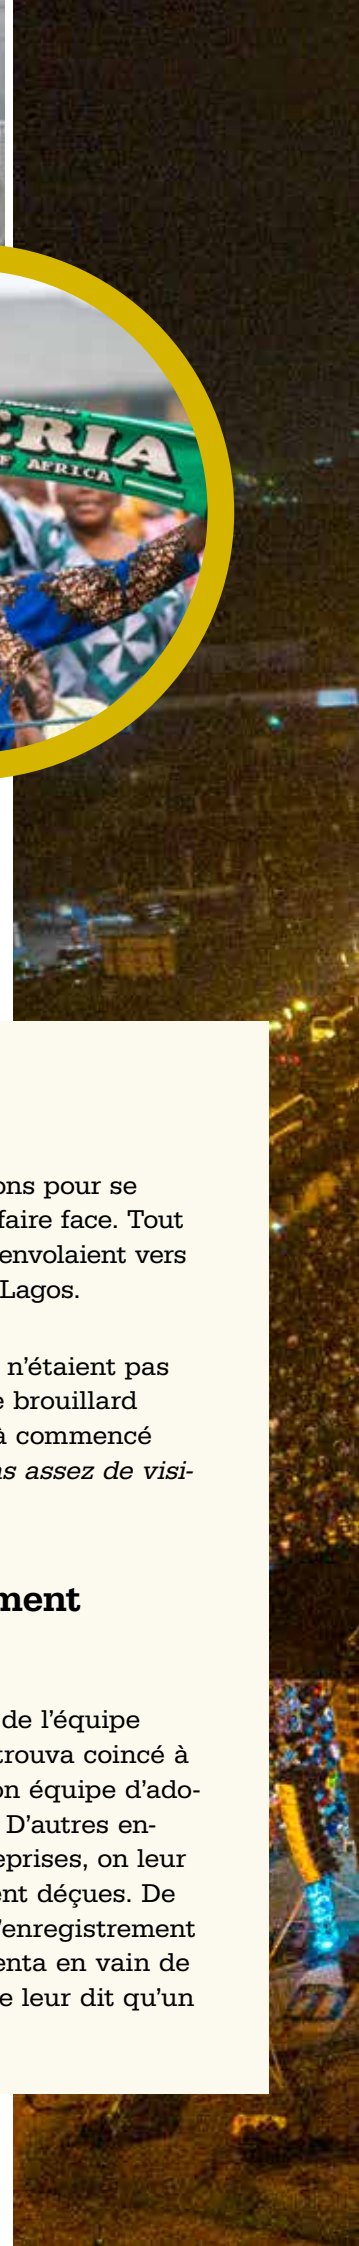 ERIA
F AFRICA
ons pour se
faire face. Tout
envolaient vers
Lagos.
n’étaient pas
e brouillard
à commencé
as assez de visi-
ment
de l’équipe
trouva coincé à
on équipe d’ado-
D’autres en-
eprises, on leur
ent déçues. De
’enregistrement
enta en vain de
e leur dit qu’un